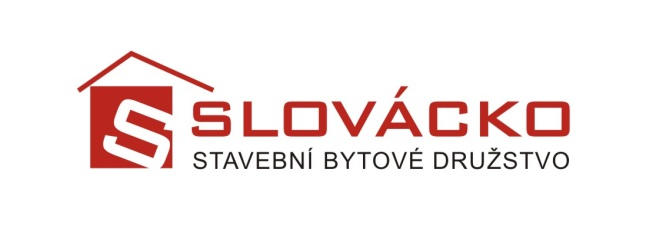 S SLOVÁCKO
STAVEBNÍ BYTOVÉ DRUŽSTVO